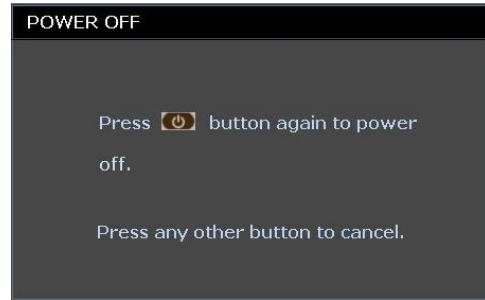 POWER OFF
Press button again to power
off.
Press any other button to cancel.